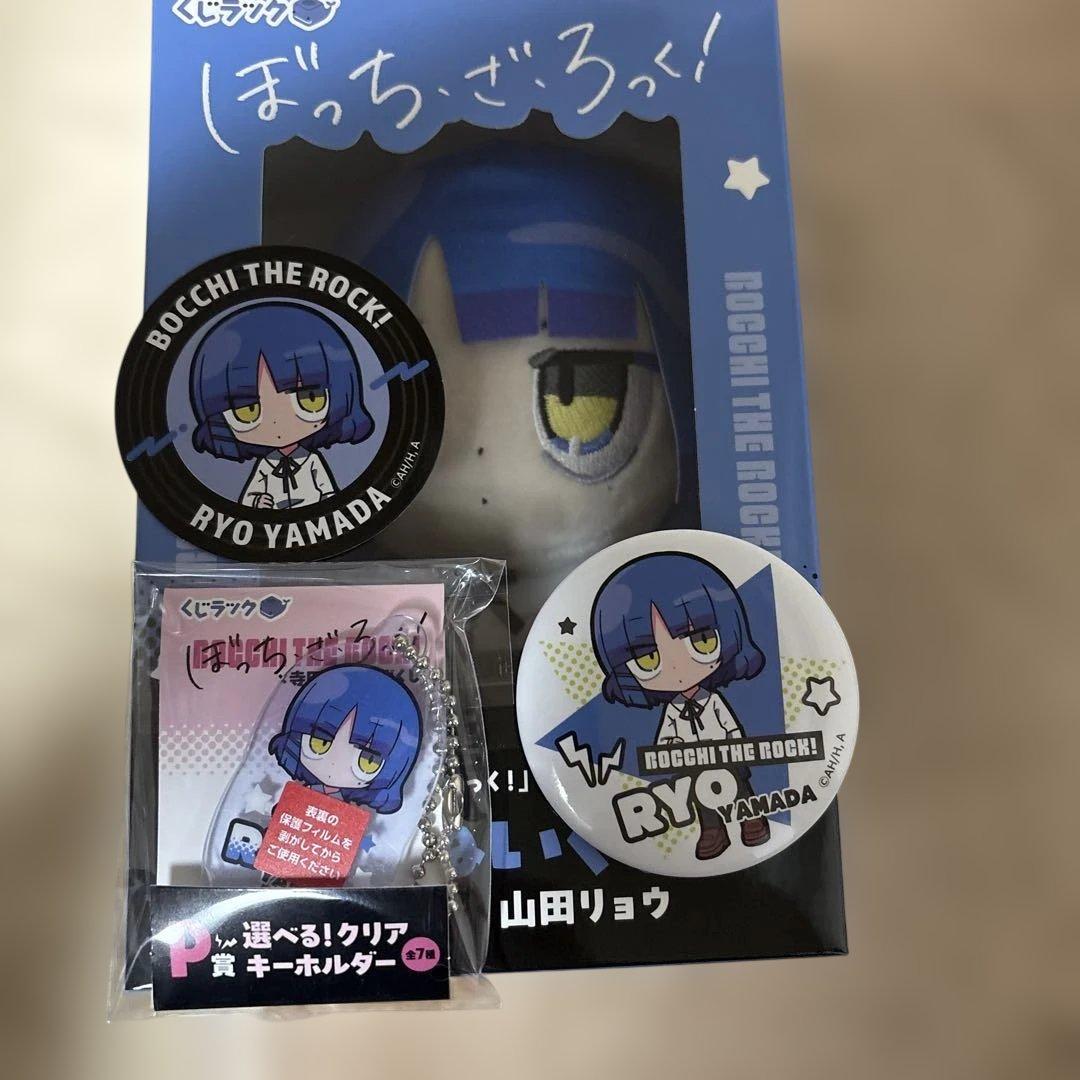 くじラック
ぼっち・ざ・ろっく!
BOCCHI THE ROCK
BOCCHI THE ROCK!
RYO YAMADA
©AH/H, A
くじラック
ぼっち・ざ・ろっく!
BOCCHI THE ROCK!
表裏の
保護フィルムを
剥がしてから
ご使用ください
P賞
選べる!クリア
キーホルダー
全7種
BOCCHI THE ROCK!
RYO
YAMADA
©AH/H, A
っく!」
山田リョウ